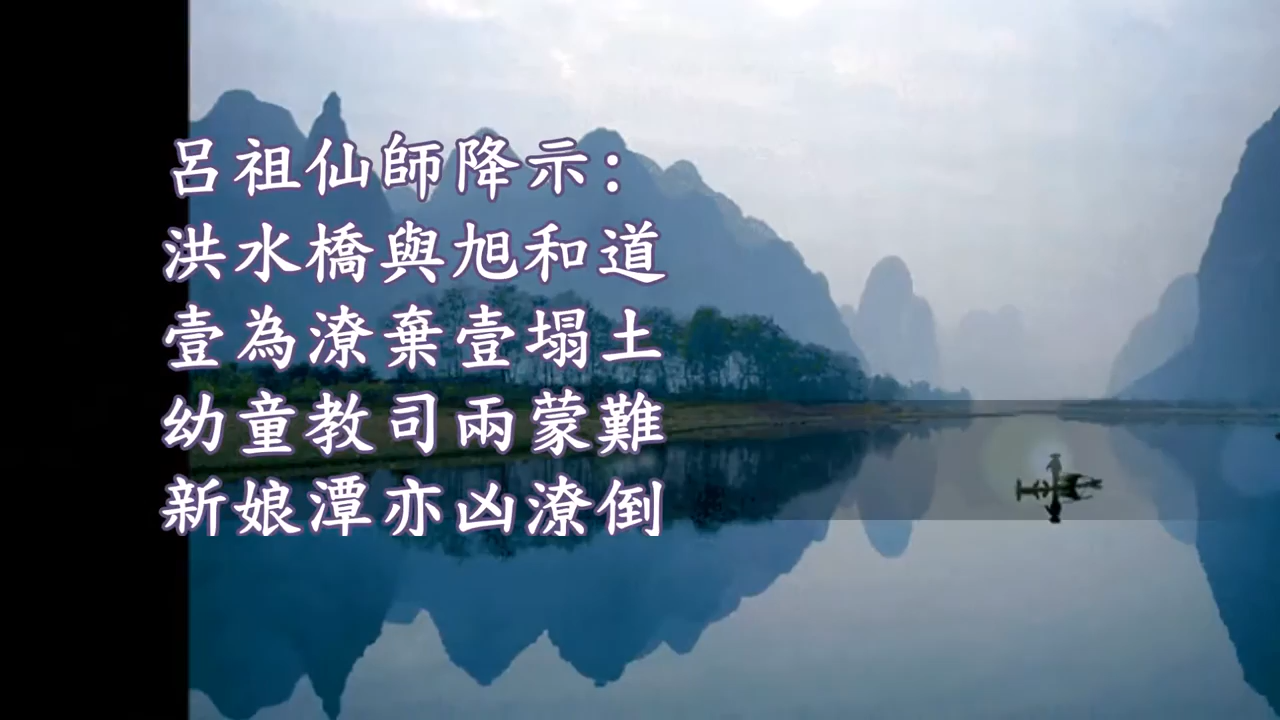 呂祖仙師降示：
洪水橋與旭和道
壹為潦棄壹塌土
幼童教司兩蒙難
新娘潭亦凶潦倒